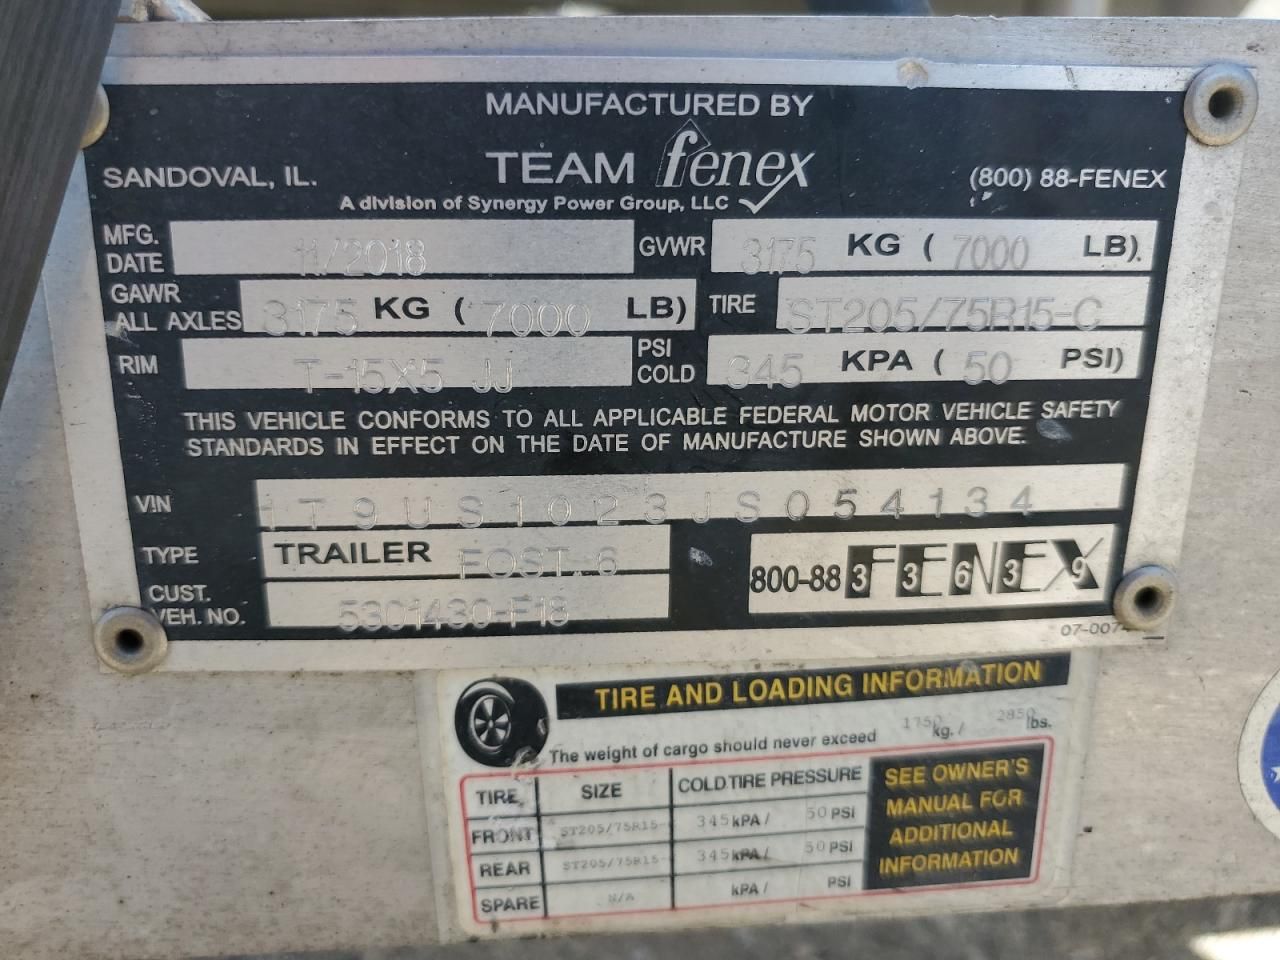 MANUFACTURED BY
SANDOVAL, IL. TEAM fenex (800) 88-FENEX
A division of Synergy Power Group, LLC
MFG. DATE 11/2018 GVWR 3175 KG ( 7000 LB).
GAWR ALL AXLES 3175 KG ( 7000 LB) TIRE ST205/75R15-C
RIM T-15X5 JJ PSI COLD 345 KPA ( 50 PSI)
THIS VEHICLE CONFORMS TO ALL APPLICABLE FEDERAL MOTOR VEHICLE SAFETY
STANDARDS IN EFFECT ON THE DATE OF MANUFACTURE SHOWN ABOVE.
VIN 1T9US1023JS054134
TYPE TRAILER FOST.6
CUST. VEH. NO. 5301430-F18
800-88 3 3 6 3 9 FENEX
TIRE AND LOADING INFORMATION
The weight of cargo should never exceed kg. / 2850 lbs.
TIRE SIZE COLD TIRE PRESSURE
FRONT ST205/75R15- 345 kPA / 50 PSI
REAR ST205/75R15- 345 kPA / 50 PSI
SPARE N/A kPA / PSI
SEE OWNER'S
MANUAL FOR
ADDITIONAL
INFORMATION